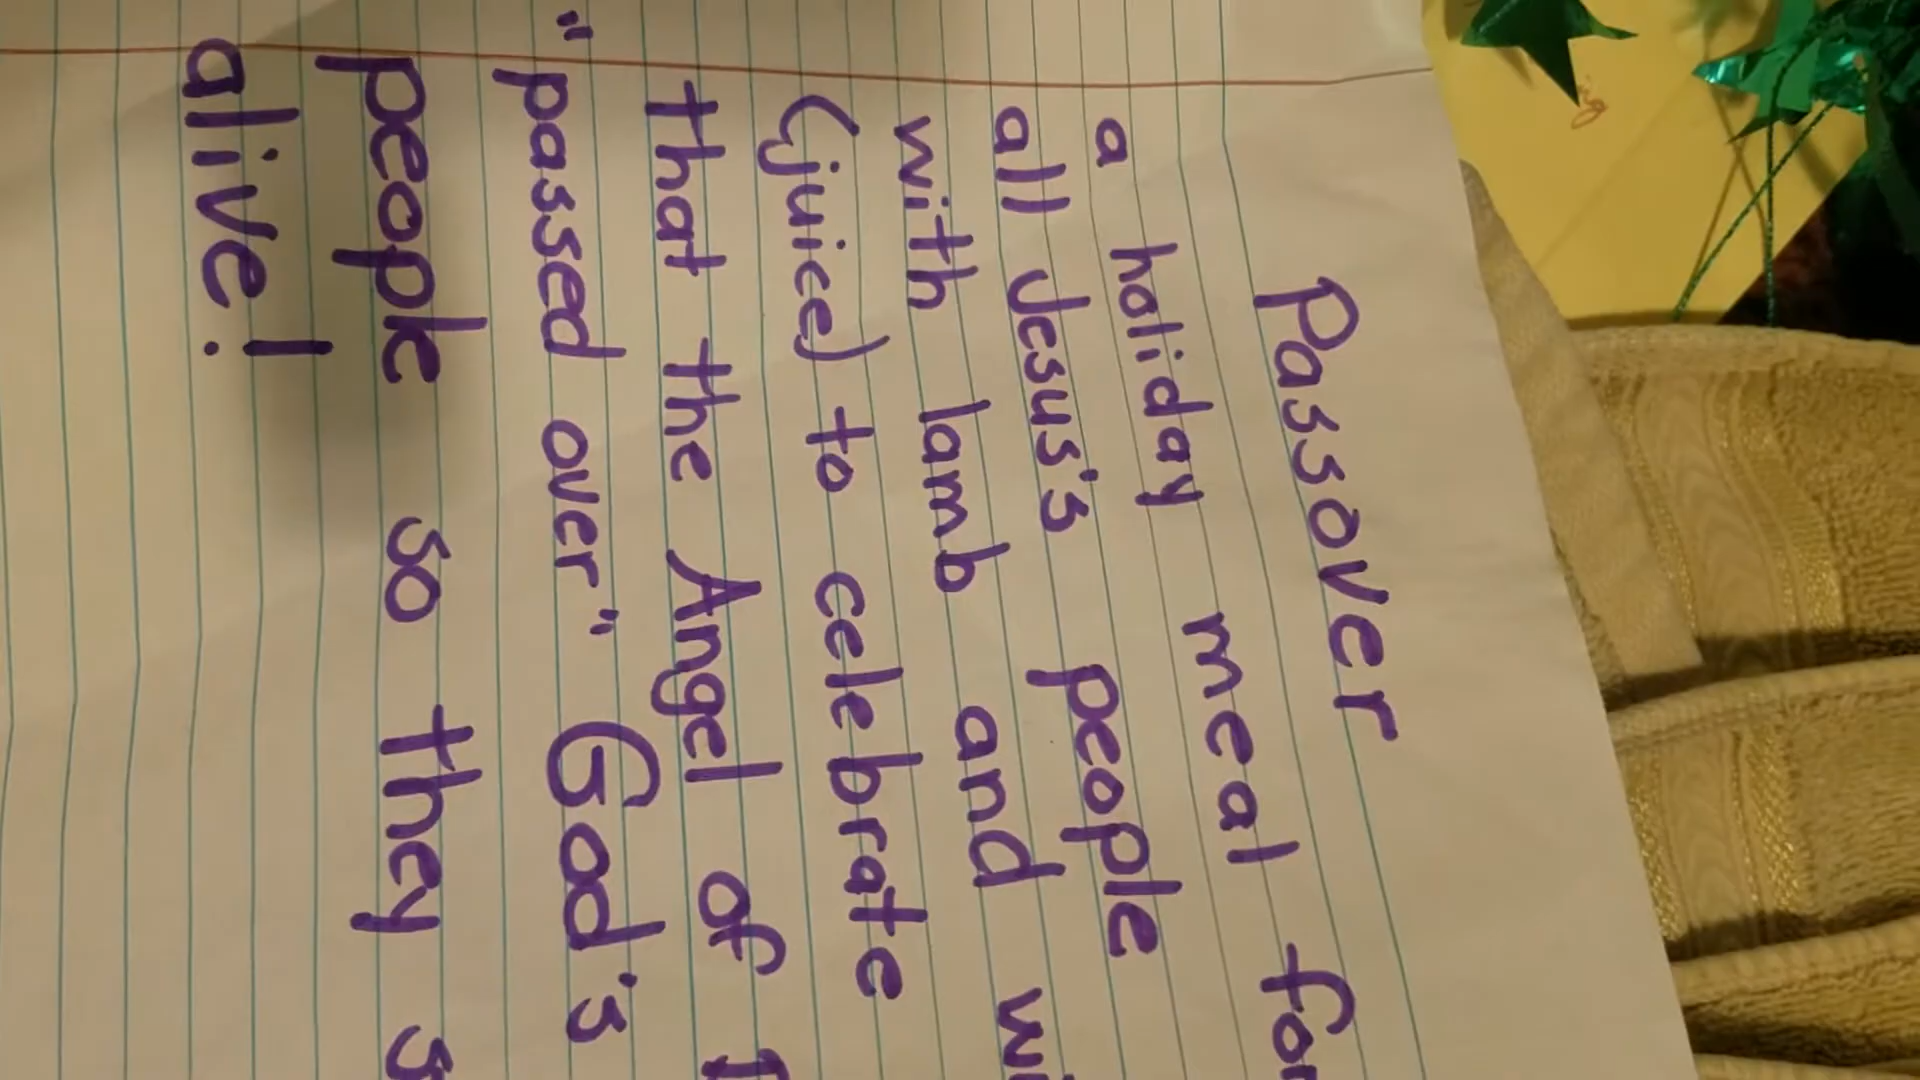 Passover
a holiday meal for
all Jesus's people
with lamb and
(juice) to celebrate
that the Angel of
"passed over" God's
people so they
alive!